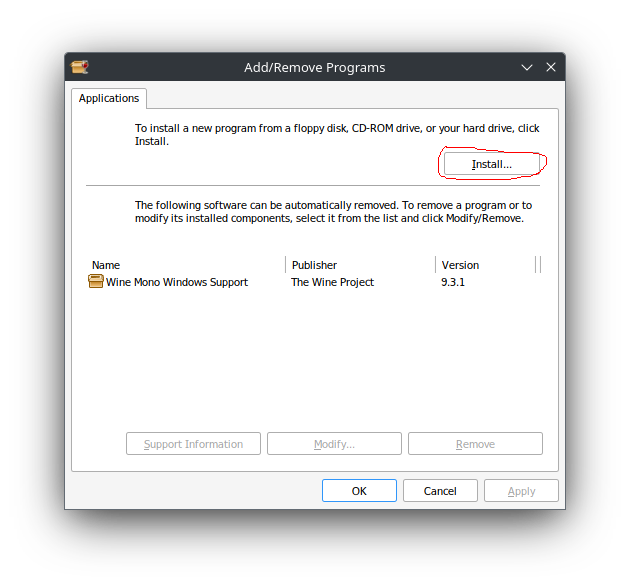 Add/Remove Programs
Applications
To install a new program from a floppy disk, CD-ROM drive, or your hard drive, click
Install.
Install...
The following software can be automatically removed. To remove a program or to
modify its installed components, select it from the list and click Modify/Remove.
Name Publisher Version
Wine Mono Windows Support The Wine Project 9.3.1
Support Information Modify... Remove
OK Cancel Apply